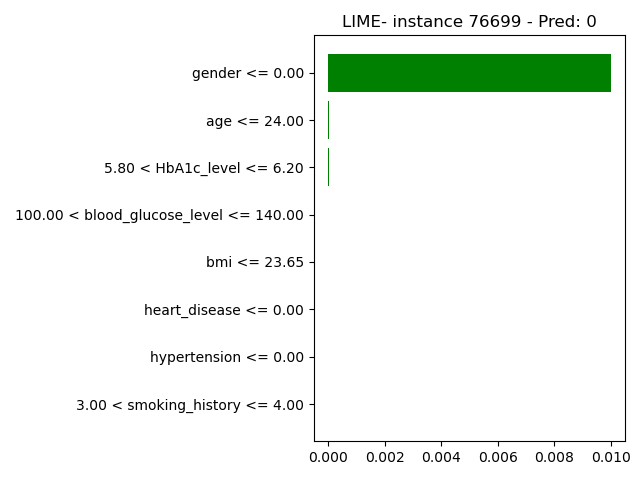 LIME- instance 76699 - Pred: 0
gender <= 0.00
age <= 24.00
5.80 < HbA1c_level <= 6.20
100.00 < blood_glucose_level <= 140.00
bmi <= 23.65
heart_disease <= 0.00
hypertension <= 0.00
3.00 < smoking_history <= 4.00
0.000 0.002 0.004 0.006 0.008 0.010